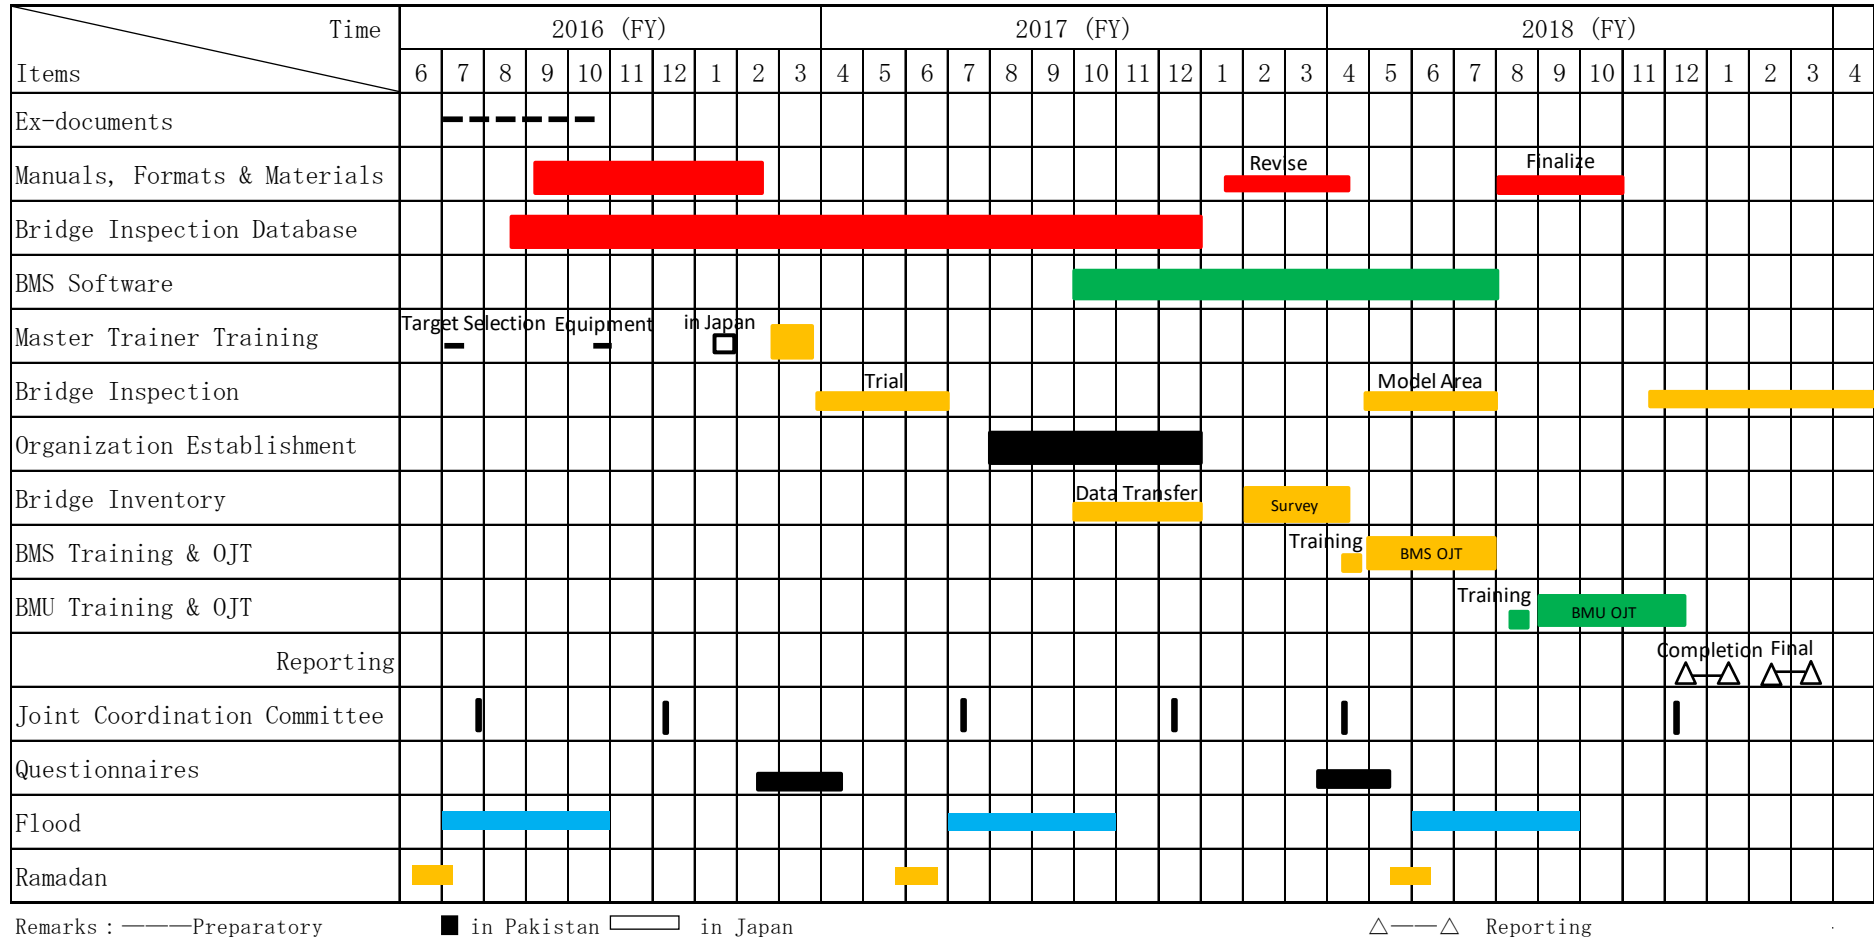 Time
2016 (FY)
2017 (FY)
2018 (FY)
Items
6 7 8 9 10 11 12 1 2 3 4 5 6 7 8 9 10 11 12 1 2 3 4 5 6 7 8 9 10 11 12 1 2 3 4
Ex-documents
Manuals, Formats & Materials
Revise
Finalize
Bridge Inspection Database
BMS Software
Master Trainer Training
Target Selection
Equipment
in Japan
Bridge Inspection
Trial
Model Area
Organization Establishment
Bridge Inventory
Data Transfer
Survey
BMS Training & OJT
Training
BMS OJT
BMU Training & OJT
Training
BMU OJT
Reporting
Completion
Final
Joint Coordination Committee
Questionnaires
Flood
Ramadan
Remarks : ———Preparatory
in Pakistan
in Japan
△——△ Reporting